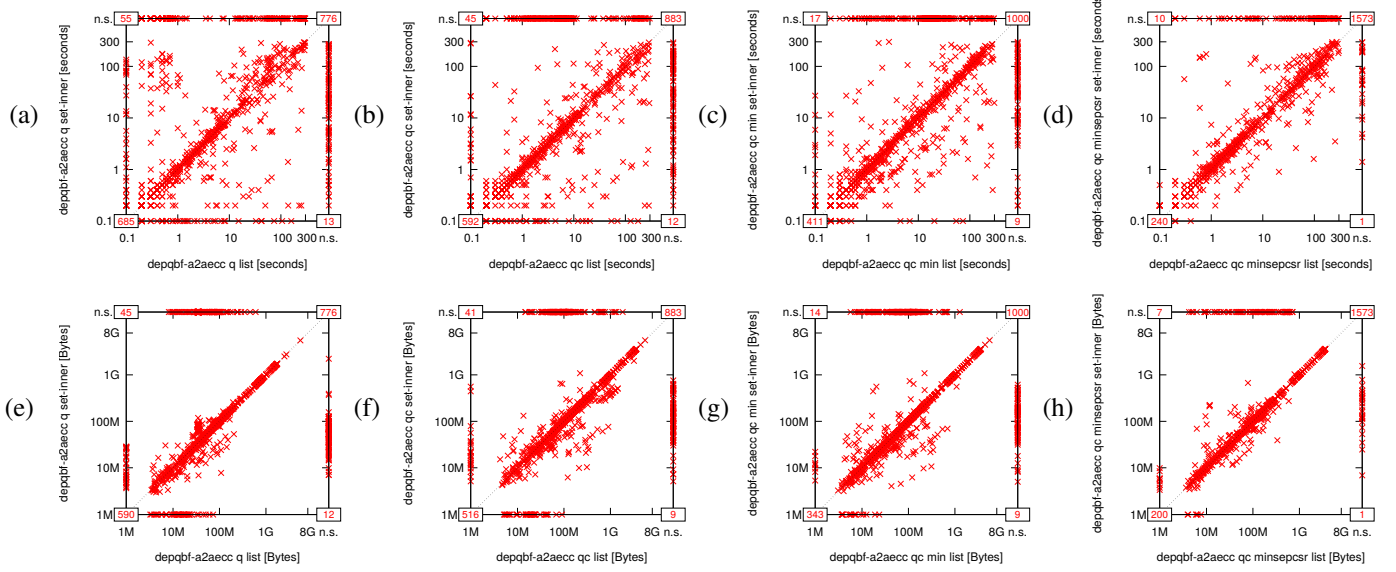 (a)
depqbf-a2aecc q set-inner [seconds]
n.s.
300
100
10
1
0.1
55
776
685
13
0.1 1 10 100 300 n.s.
depqbf-a2aecc q list [seconds]
(b)
depqbf-a2aecc qc set-inner [seconds]
n.s.
300
100
10
1
0.1
45
883
592
12
0.1 1 10 100 300 n.s.
depqbf-a2aecc qc list [seconds]
(c)
depqbf-a2aecc qc min set-inner [seconds]
n.s.
300
100
10
1
0.1
17
1000
411
9
0.1 1 10 100 300 n.s.
depqbf-a2aecc qc min list [seconds]
(d)
depqbf-a2aecc qc minsepcsr set-inner [seconds]
n.s.
300
100
10
1
0.1
10
1573
240
1
0.1 1 10 100 300 n.s.
depqbf-a2aecc qc minsepcsr list [seconds]
(e)
depqbf-a2aecc q set-inner [Bytes]
n.s.
8G
1G
100M
10M
1M
45
776
590
12
1M 10M 100M 1G 8G n.s.
depqbf-a2aecc q list [Bytes]
(f)
depqbf-a2aecc qc set-inner [Bytes]
n.s.
8G
1G
100M
10M
1M
41
883
516
9
1M 10M 100M 1G 8G n.s.
depqbf-a2aecc qc list [Bytes]
(g)
depqbf-a2aecc qc min set-inner [Bytes]
n.s.
8G
1G
100M
10M
1M
14
1000
343
9
1M 10M 100M 1G 8G n.s.
depqbf-a2aecc qc min list [Bytes]
(h)
depqbf-a2aecc qc minsepcsr set-inner [Bytes]
n.s.
8G
1G
100M
10M
1M
7
1573
200
1
1M 10M 100M 1G 8G n.s.
depqbf-a2aecc qc minsepcsr list [Bytes]